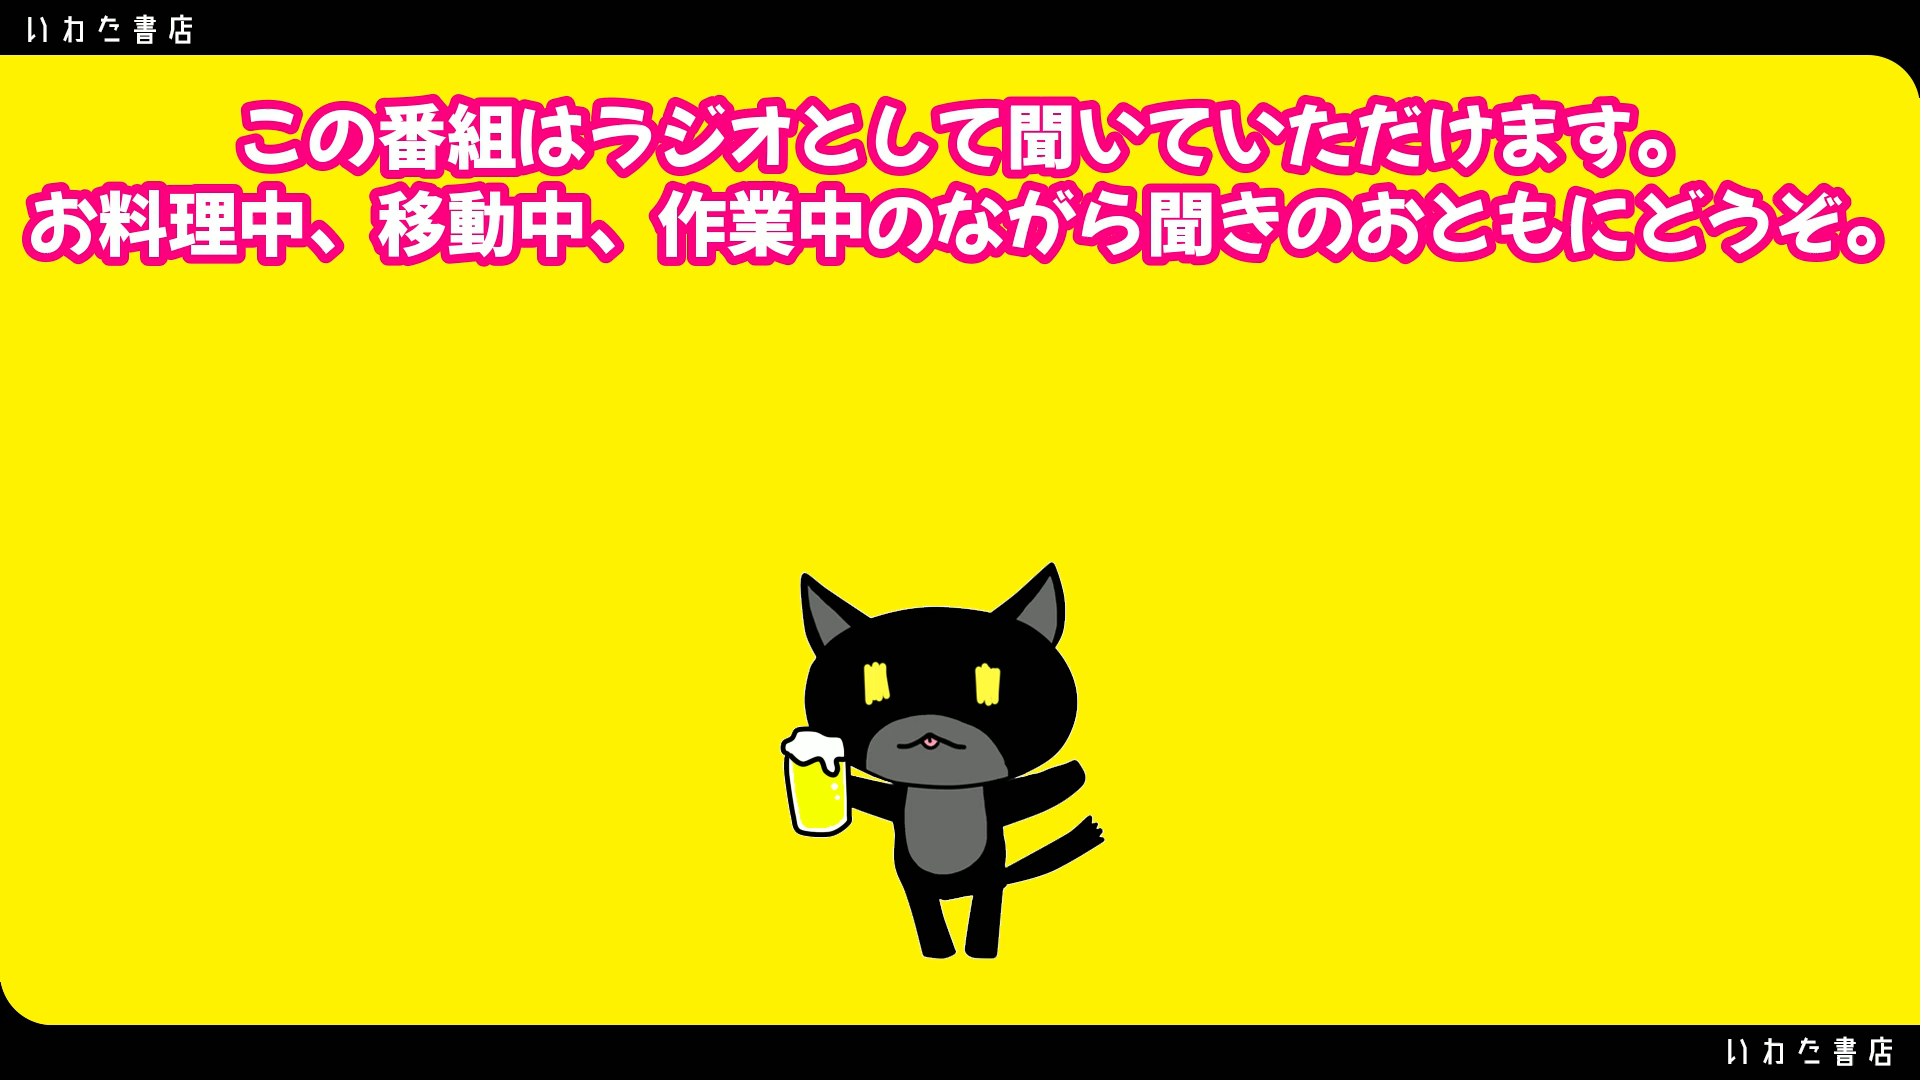 いわた書店
この番組はラジオとして聞いていただけます。
お料理中、移動中、作業中のながら聞きのおともにどうぞ。
いわた書店